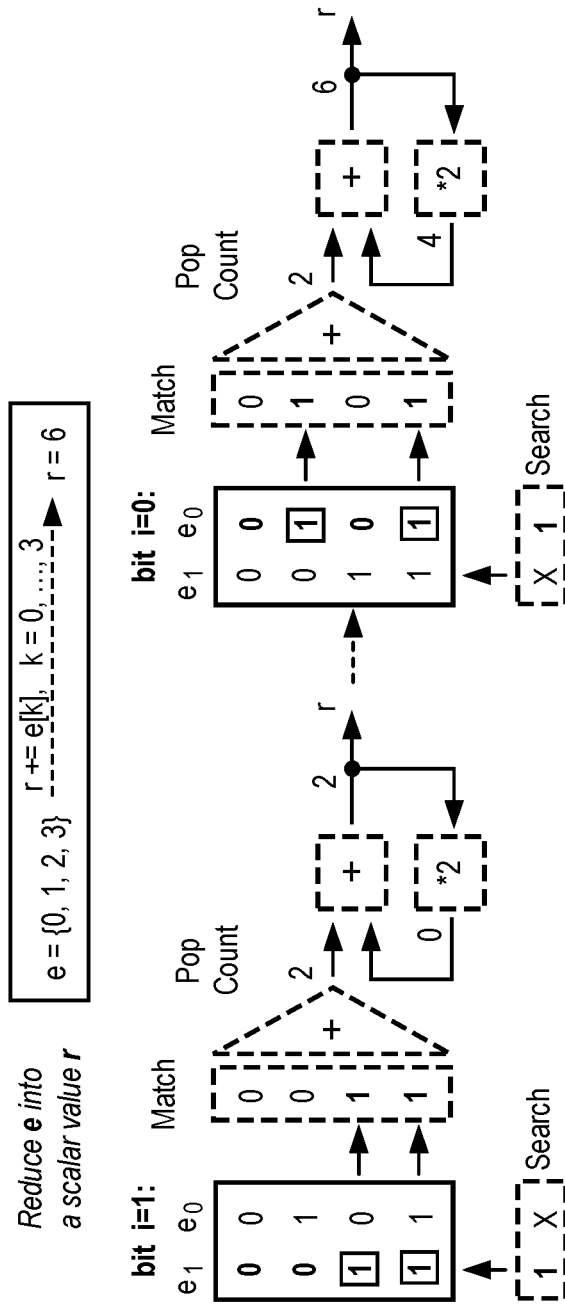 Reduce e into
a scalar value r
e = {0, 1, 2, 3} r += e[k], k = 0, ..., 3 r = 6
bit i=1:
e1 e0
0 0
0 1
1 0
1 1
1 X
Search
Match
0
0
1
1
+
Pop
Count
2
+
2
r
*2
0
bit i=0:
e1 e0
0 0
0 1
1 0
1 1
X 1
Search
Match
0
1
0
1
+
Pop
Count
2
+
6
r
*2
4